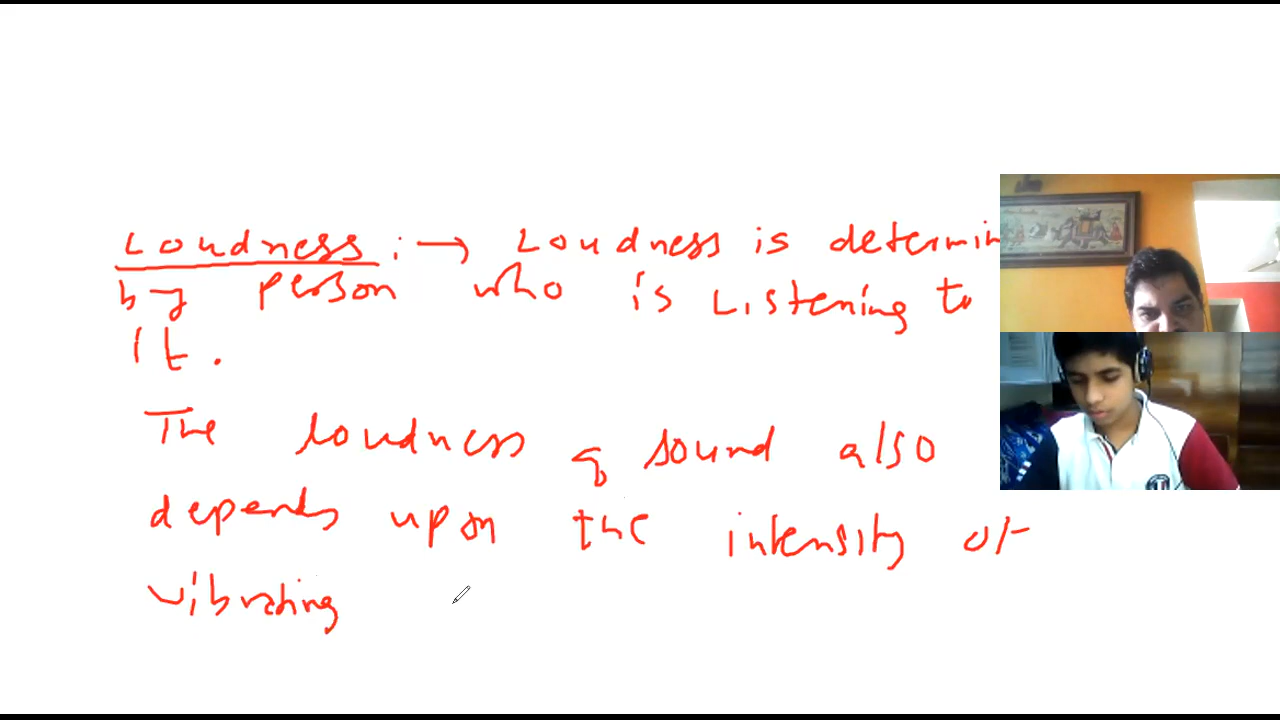 Loudness : → Loudness is determin
by person who is Listening to
it.
The loudness of sound also
depends upon the intensity of
vibrating